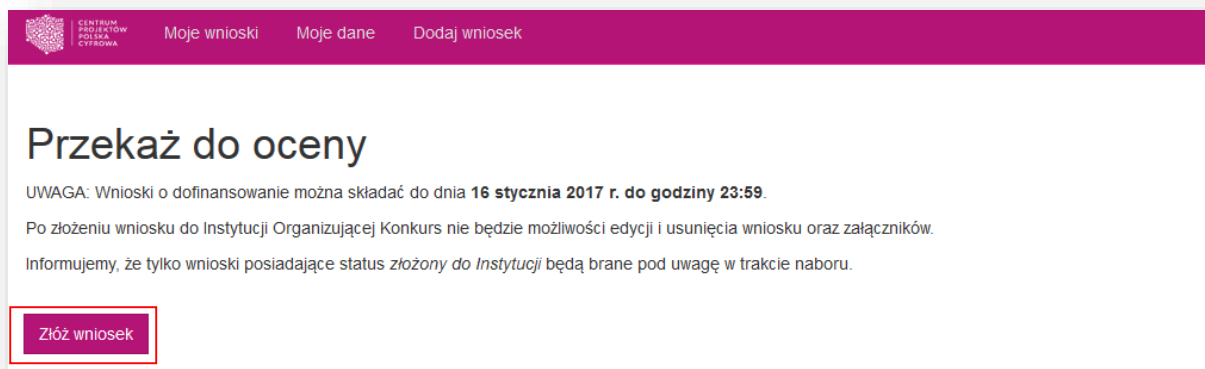 CENTRUM
PROJEKTÓW
POLSKA
CYFROWA
Moje wnioski Moje dane Dodaj wniosek
Przekaż do oceny
UWAGA: Wnioski o dofinansowanie można składać do dnia 16 stycznia 2017 r. do godziny 23:59.
Po złożeniu wniosku do Instytucji Organizującej Konkurs nie będzie możliwości edycji i usunięcia wniosku oraz załączników.
Informujemy, że tylko wnioski posiadające status złożony do Instytucji będą brane pod uwagę w trakcie naboru.
Złóż wniosek